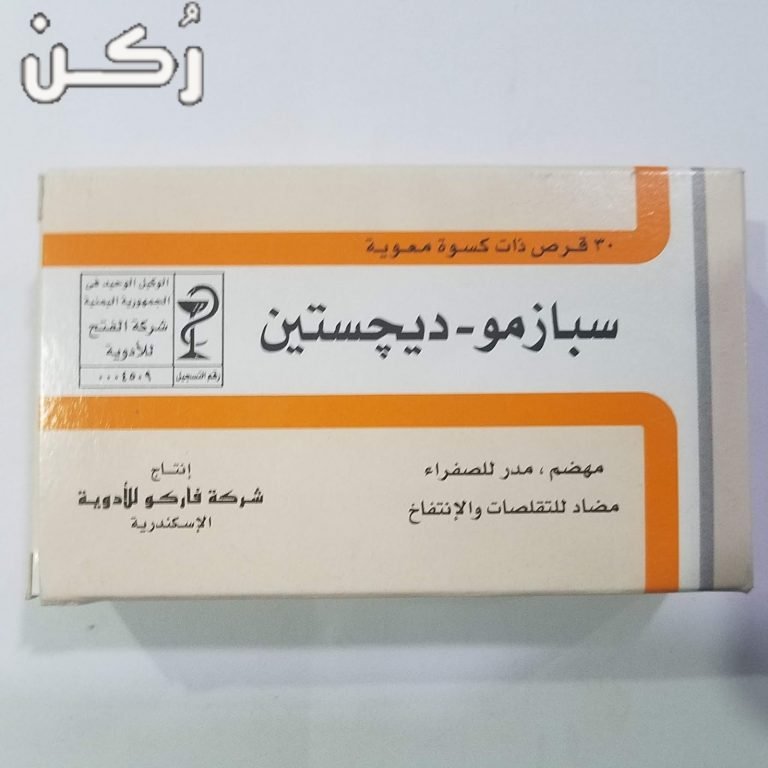 رُكن
٣٠ قرص ذات كسوة معوية
سبازمو-ديچستين
الوكيل الوحيد فى
الجمهورية اليمنية
شركة الفتح
للأدوية
رقم التسجيل
٠٠٠٤٥٠٩
مهضم ، مدر للصفراء
مضاد للتقلصات والإنتفاخ
إنتاج
شركة فاركو للأدوية
الإسكندرية